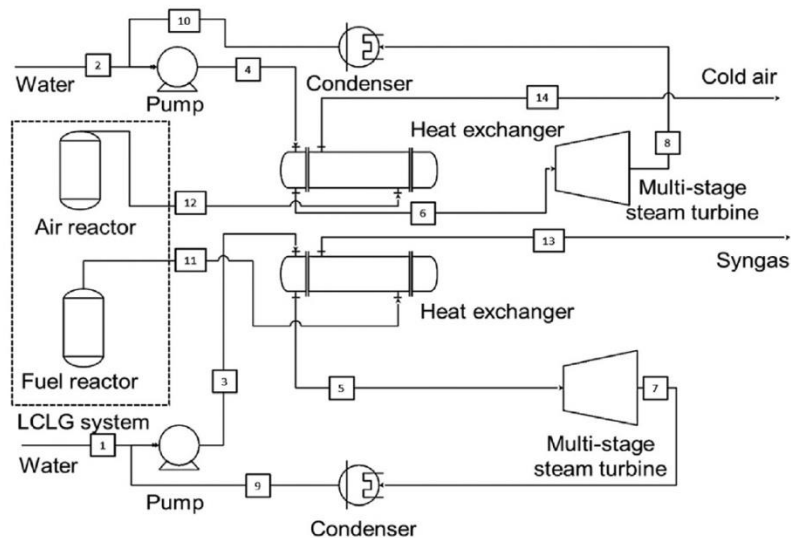 10
2
4
Water
Pump
Condenser
Cold air
14
Heat exchanger
8
Multi-stage
steam turbine
12
6
Air reactor
13
Syngas
11
Heat exchanger
Fuel reactor
3
5
7
LCLG system
1
Water
Multi-stage
steam turbine
Pump
9
Condenser